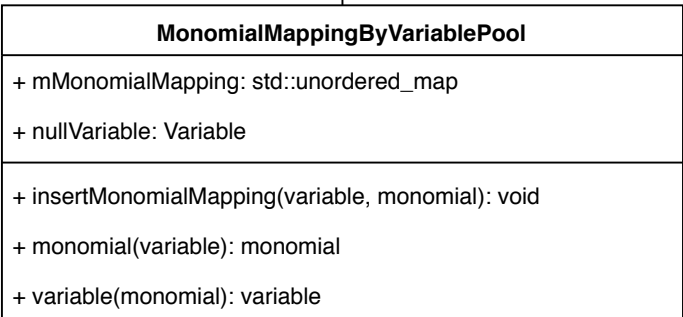 MonomialMappingByVariablePool
+ mMonomialMapping: std::unordered_map
+ nullVariable: Variable
+ insertMonomialMapping(variable, monomial): void
+ monomial(variable): monomial
+ variable(monomial): variable